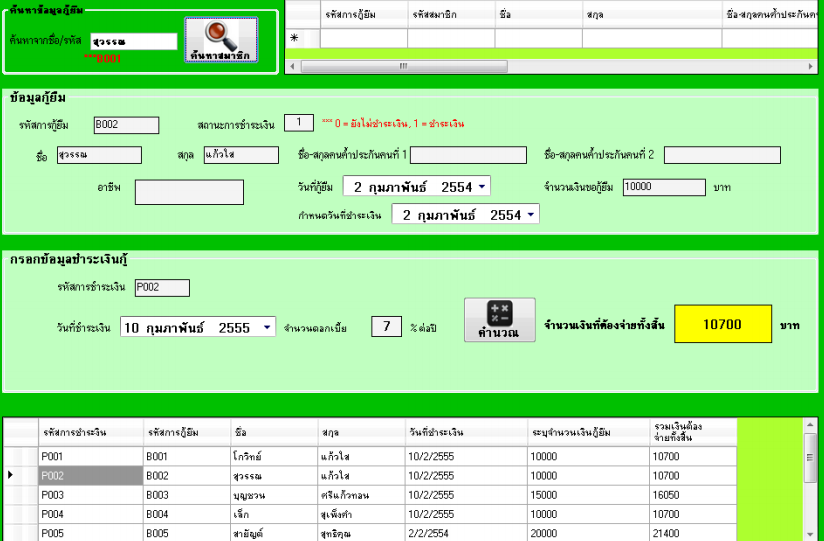 ค้นหาข้อมูลกู้ยืม
ค้นหาจากชื่อ/รหัส สุวรรณ ค้นหาสมาชิก
***B001
รหัสการกู้ยืม รหัสสมาชิก ชื่อ สกุล ชื่อ-สกุลคนค้ำประกันค
ข้อมูลกู้ยืม
รหัสการกู้ยืม B002 สถานะการชำระเงิน 1 *** 0 = ยังไม่ชำระเงิน, 1 = ชำระเงิน
ชื่อ สุวรรณ สกุล แก้วใส ชื่อ-สกุลคนค้ำประกันคนที่ 1 ชื่อ-สกุลคนค้ำประกันคนที่ 2
อาชีพ วันที่กู้ยืม 2 กุมภาพันธ์ 2554 จำนวนเงินขอกู้ยืม 10000 บาท
กำหนดวันที่ชำระเงิน 2 กุมภาพันธ์ 2554
กรอกข้อมูลชำระเงินกู้
รหัสการชำระเงิน P002
วันที่ชำระเงิน 10 กุมภาพันธ์ 2555 จำนวนดอกเบี้ย 7 % ต่อปี คำนวณ จำนวนเงินที่ต้องจ่ายทั้งสิ้น 10700 บาท
รหัสการชำระเงิน รหัสการกู้ยืม ชื่อ สกุล วันที่ชำระเงิน ระบุจำนวนเงินกู้ยืม รวมเงินต้องจ่ายทั้งสิ้น
P001 B001 โกวิทย์ แก้วใส 10/2/2555 10000 10700
P002 B002 สุวรรณ แก้วใส 10/2/2555 10000 10700
P003 B003 บุญชวน ศรีแก้วทอน 10/2/2555 15000 16050
P004 B004 เล็ก สุเพ็งคำ 10/2/2555 10000 10700
P005 B005 สายัญต์ สุทธิคุณ 2/2/2554 20000 21400